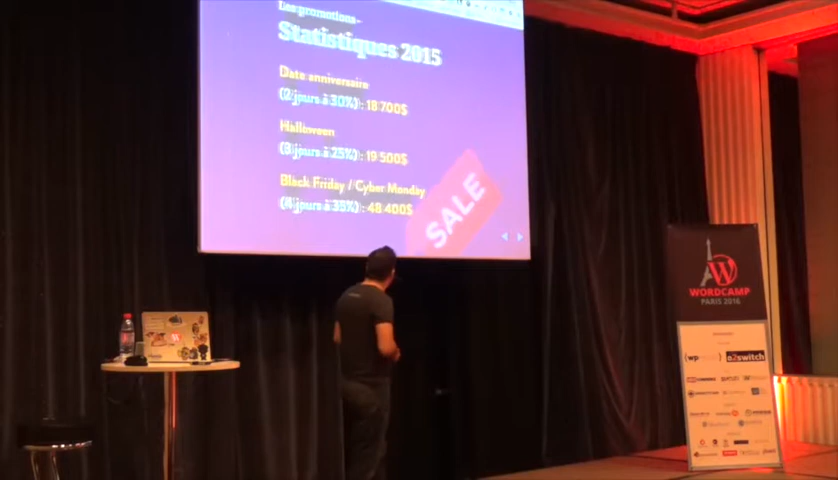 Les promotions
Statistiques 2015
Date anniversaire
(2 jours à 30%) : 18 700$
Halloween
(3 jours à 25%) : 19 500$
Black Friday / Cyber Monday
(4 jours à 35%) : 48 400$
SALE
WORDCAMP
PARIS 2016
o2switch